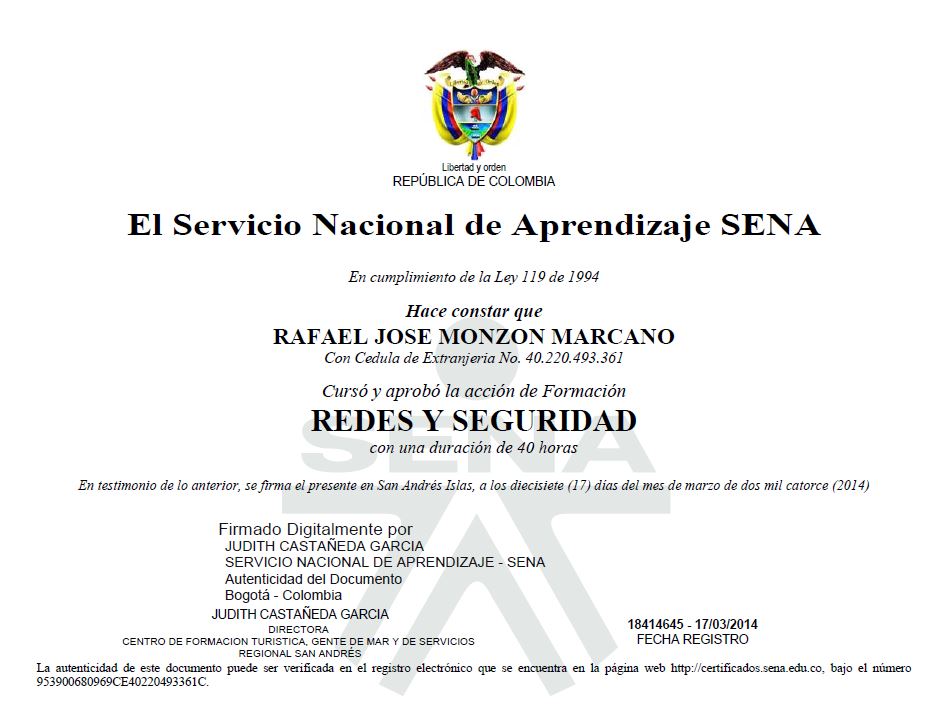 Libertad y orden
REPÚBLICA DE COLOMBIA
El Servicio Nacional de Aprendizaje SENA
En cumplimiento de la Ley 119 de 1994
Hace constar que
RAFAEL JOSE MONZON MARCANO
Con Cedula de Extranjeria No. 40.220.493.361
Cursó y aprobó la acción de Formación
REDES Y SEGURIDAD
con una duración de 40 horas
SENA
En testimonio de lo anterior, se firma el presente en San Andrés Islas, a los diecisiete (17) días del mes de marzo de dos mil catorce (2014)
Firmado Digitalmente por
JUDITH CASTAÑEDA GARCIA
SERVICIO NACIONAL DE APRENDIZAJE - SENA
Autenticidad del Documento
Bogotá - Colombia
JUDITH CASTAÑEDA GARCIA
DIRECTORA
CENTRO DE FORMACION TURISTICA, GENTE DE MAR Y DE SERVICIOS
REGIONAL SAN ANDRÉS
18414645 - 17/03/2014
FECHA REGISTRO
La autenticidad de este documento puede ser verificada en el registro electrónico que se encuentra en la página web http://certificados.sena.edu.co, bajo el número
953900680969CE40220493361C.